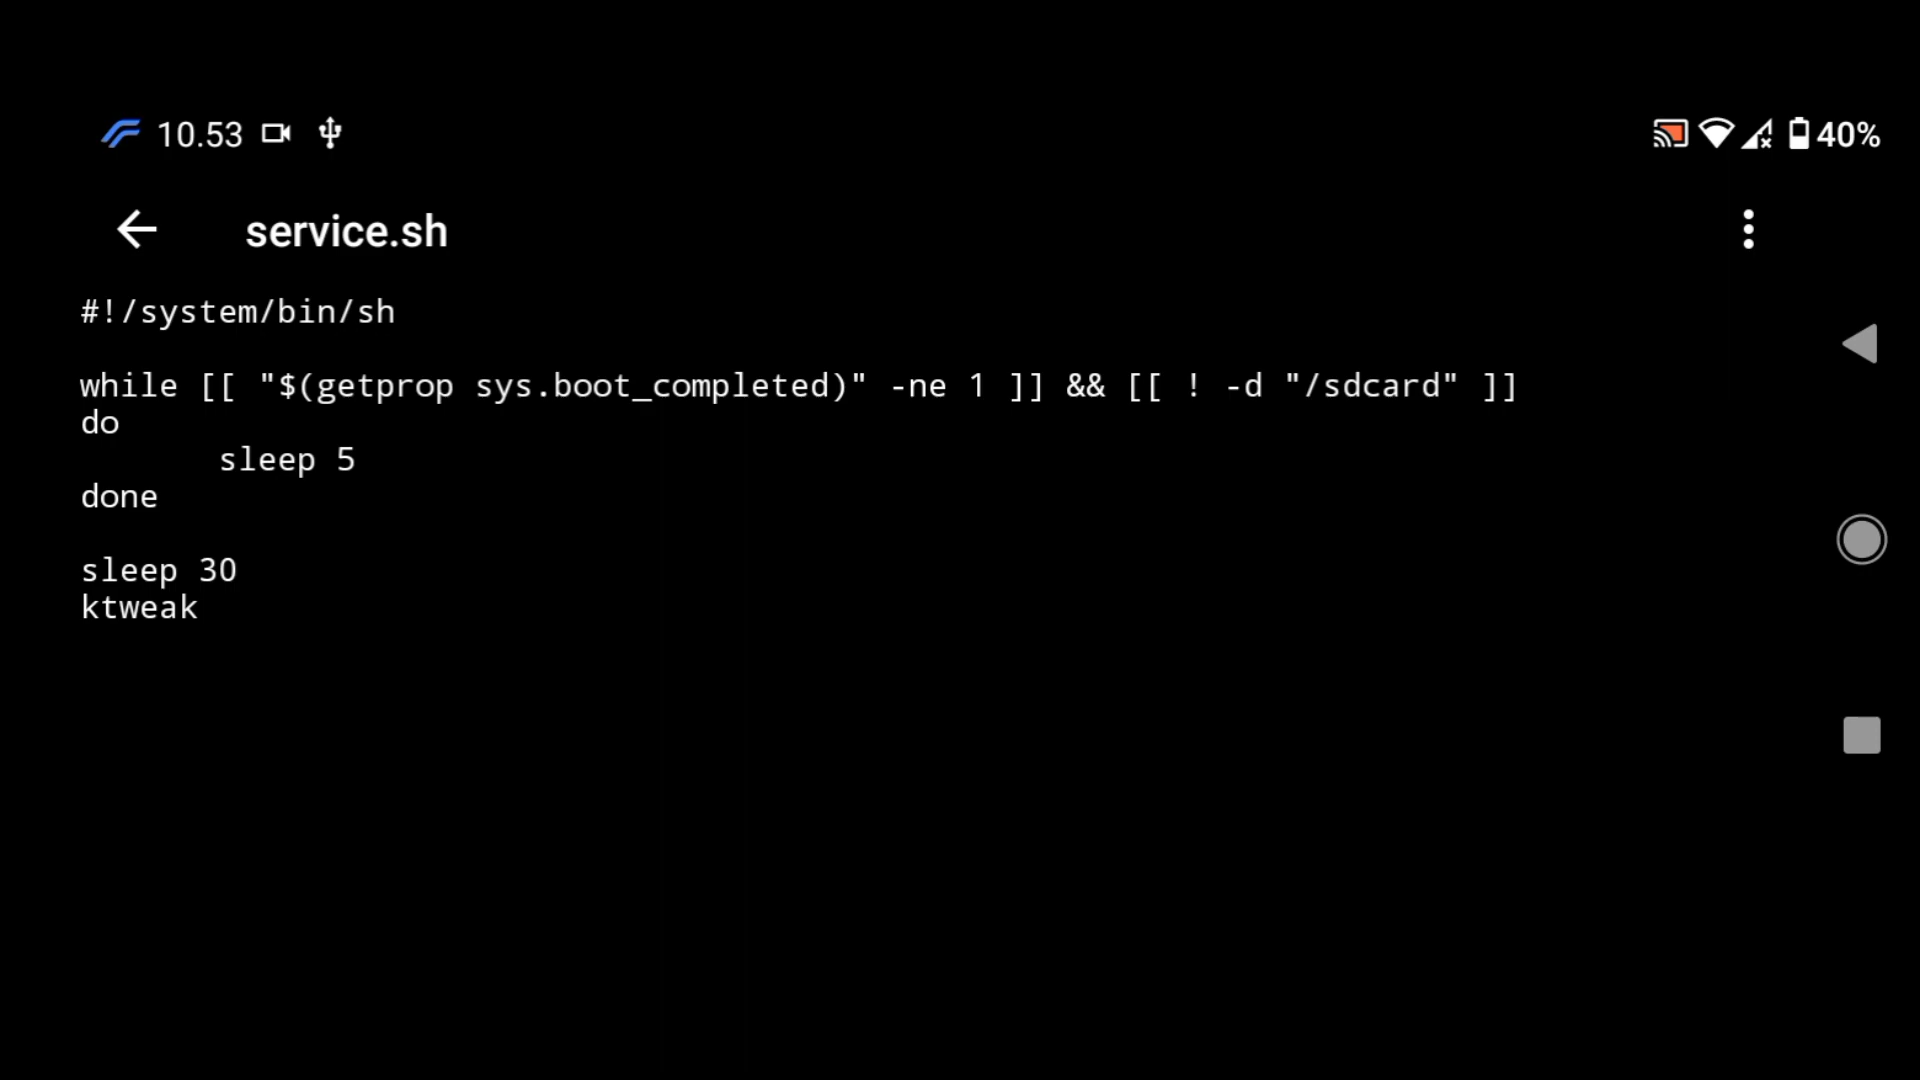 10.53
40%
service.sh
#!/system/bin/sh

while [[ "$(getprop sys.boot_completed)" -ne 1 ]] && [[ ! -d "/sdcard" ]]
do
       sleep 5
done

sleep 30
ktweak